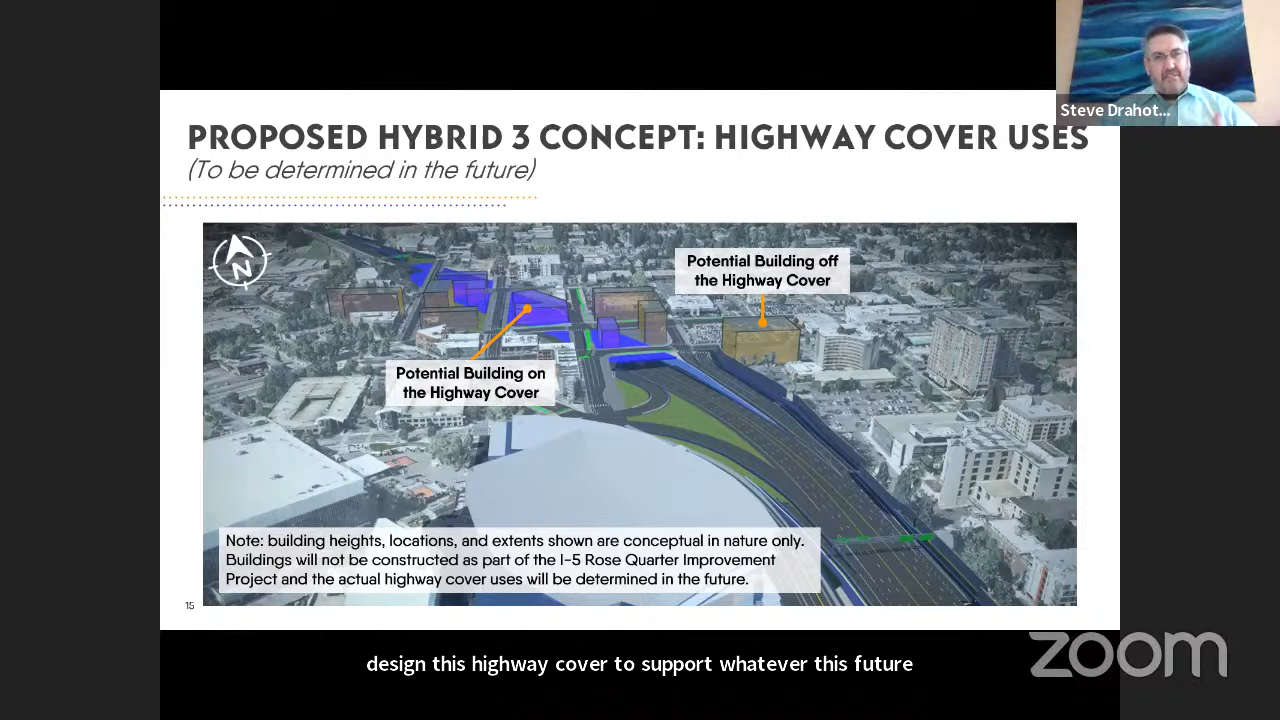 Steve Drahot...
PROPOSED HYBRID 3 CONCEPT: HIGHWAY COVER USES
(To be determined in the future)
N
Potential Building off
the Highway Cover
Potential Building on
the Highway Cover
Note: building heights, locations, and extents shown are conceptual in nature only.
Buildings will not be constructed as part of the I-5 Rose Quarter Improvement
Project and the actual highway cover uses will be determined in the future.
15
design this highway cover to support whatever this future
zoom